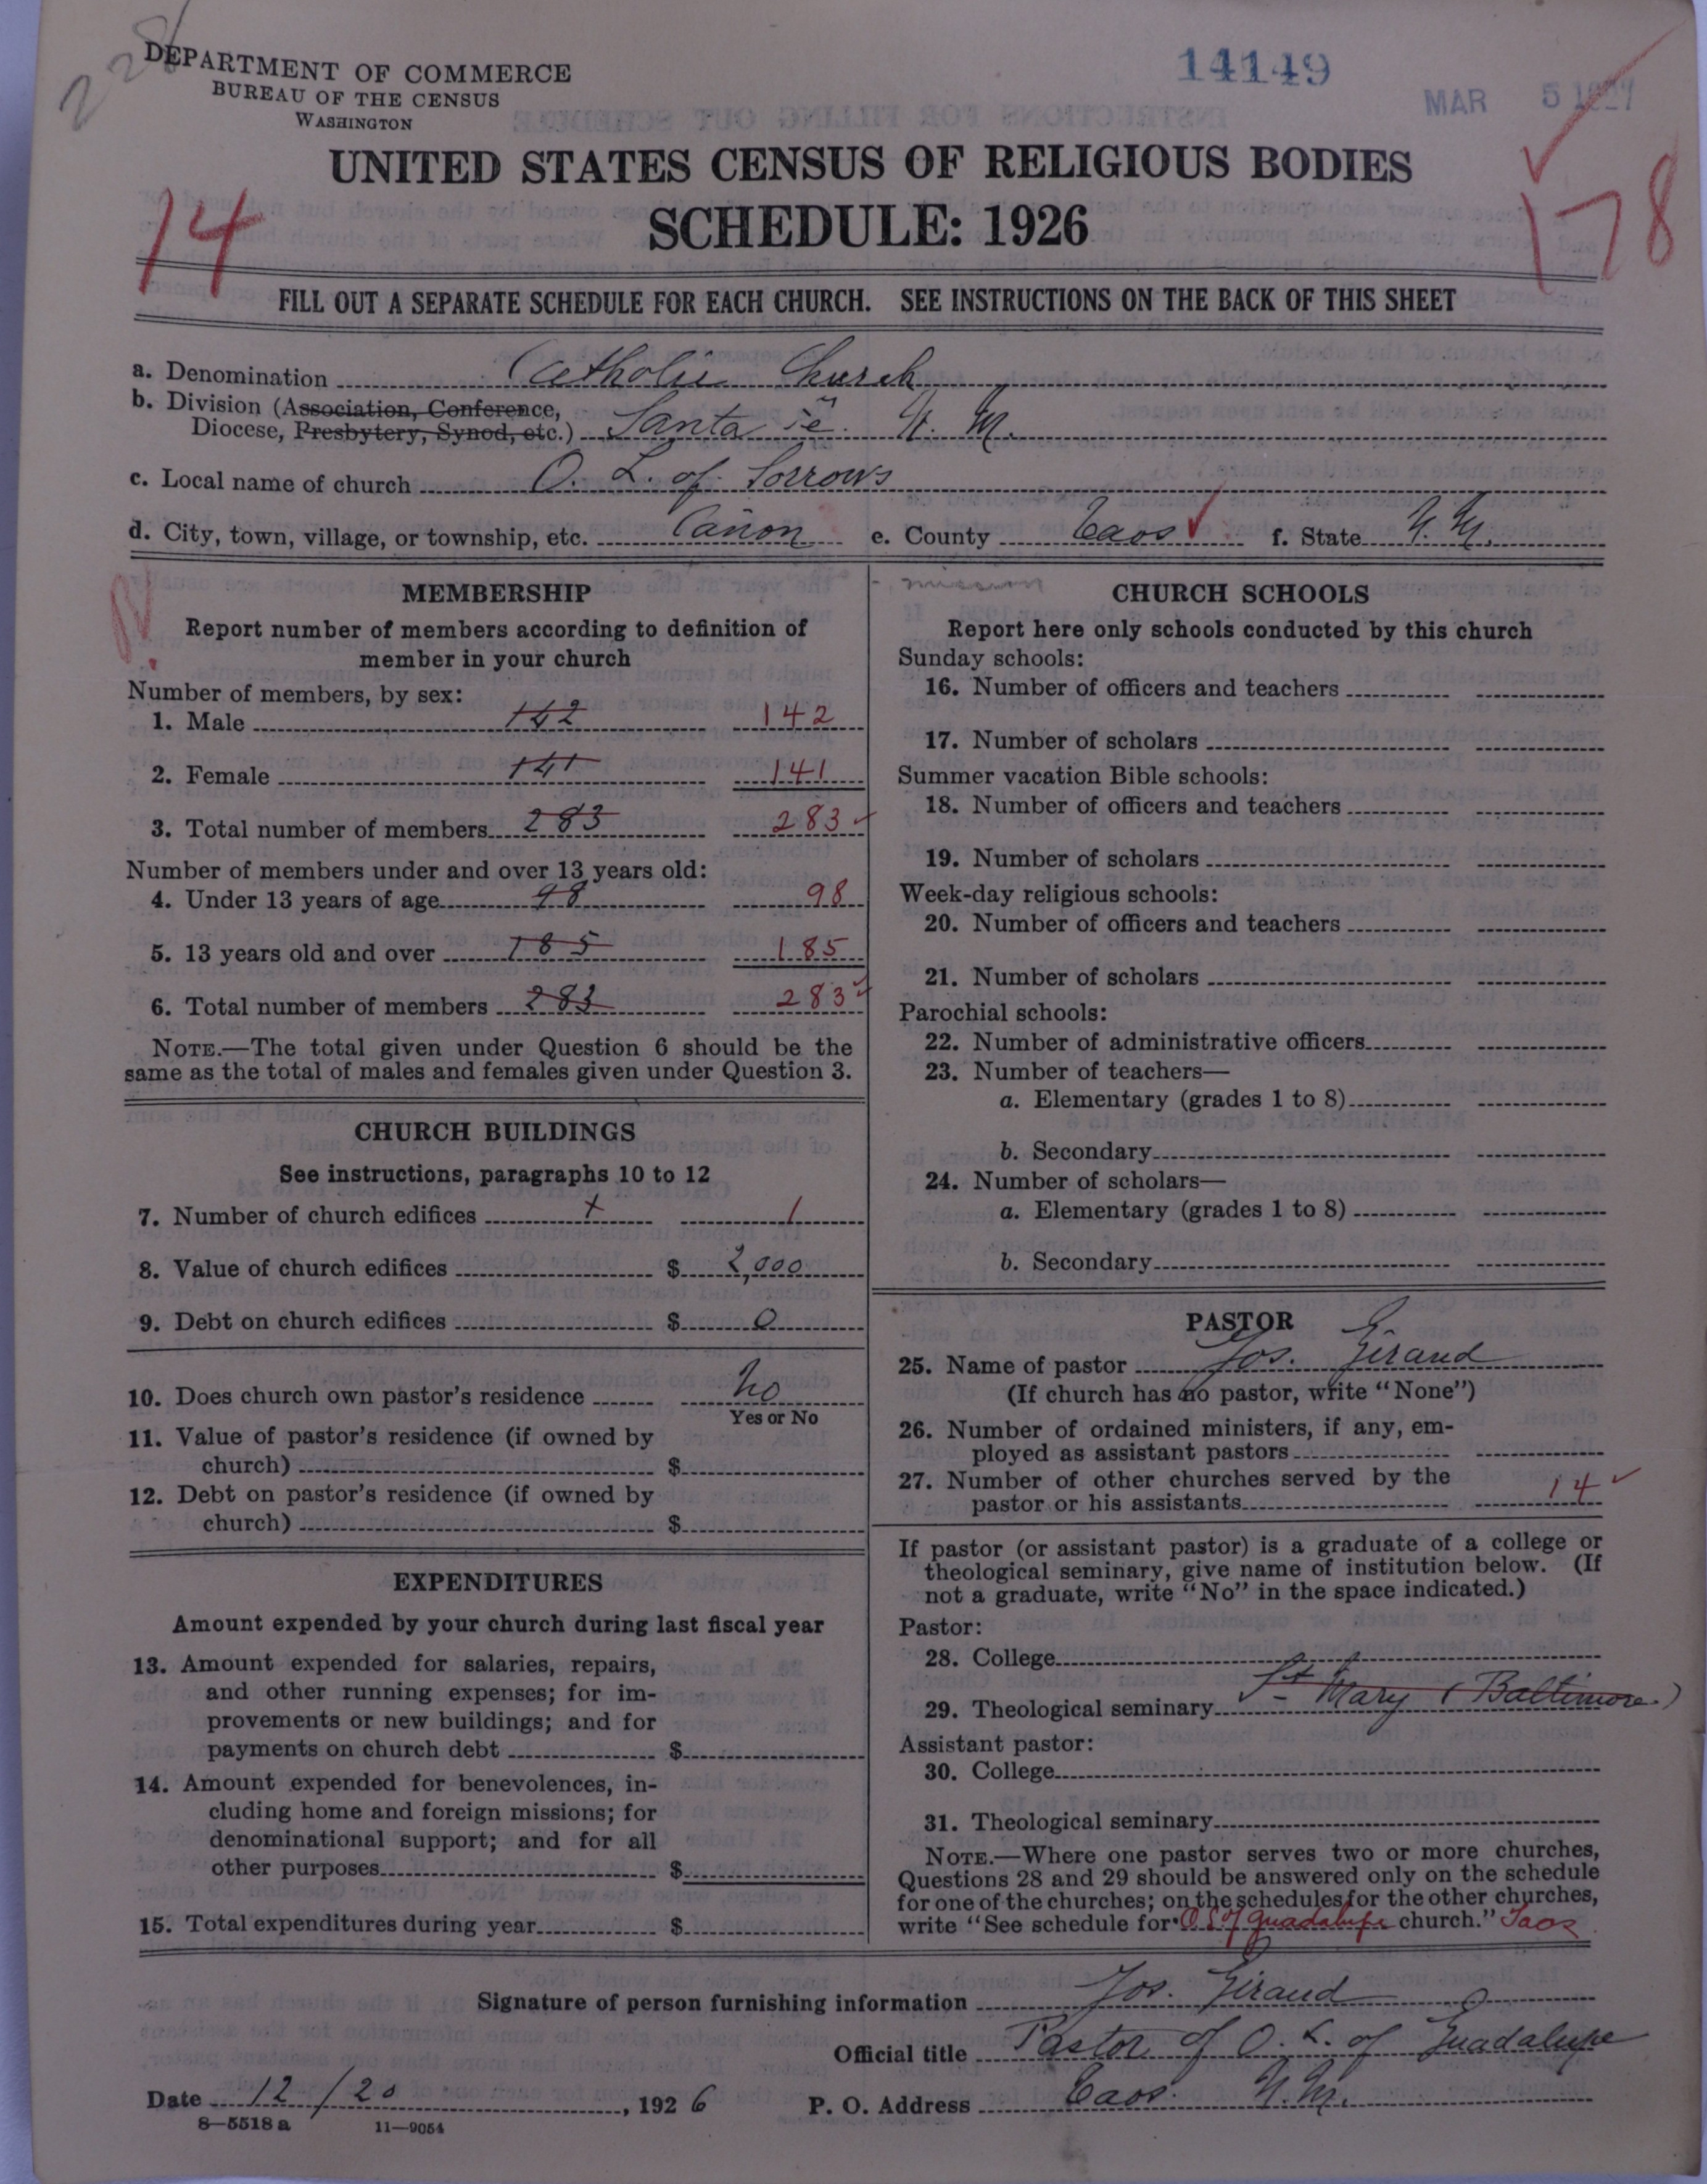 228
DEPARTMENT OF COMMERCE
BUREAU OF THE CENSUS
WASHINGTON
14149
MAR 5 1927
UNITED STATES CENSUS OF RELIGIOUS BODIES
SCHEDULE: 1926
14
178
FILL OUT A SEPARATE SCHEDULE FOR EACH CHURCH. SEE INSTRUCTIONS ON THE BACK OF THIS SHEET
a. Denomination Catholic Church
b. Division (Association, Conference,
Diocese, Presbytery, Synod, etc.) Santa Fe. N. M.
c. Local name of church O. L. of Sorrows
d. City, town, village, or township, etc. Cañon e. County Taos f. State N. M.
MEMBERSHIP
Report number of members according to definition of
member in your church
Number of members, by sex:
1. Male 142 142
2. Female 141 141
3. Total number of members 283 283
Number of members under and over 13 years old:
4. Under 13 years of age 98 98
5. 13 years old and over 185 185
6. Total number of members 283 283
NOTE.—The total given under Question 6 should be the
same as the total of males and females given under Question 3.
CHURCH BUILDINGS
See instructions, paragraphs 10 to 12
7. Number of church edifices 1
8. Value of church edifices $ 2,000
9. Debt on church edifices $ 0
10. Does church own pastor's residence No
Yes or No
11. Value of pastor's residence (if owned by
church) $
12. Debt on pastor's residence (if owned by
church) $
EXPENDITURES
Amount expended by your church during last fiscal year
13. Amount expended for salaries, repairs,
and other running expenses; for im-
provements or new buildings; and for
payments on church debt $
14. Amount expended for benevolences, in-
cluding home and foreign missions; for
denominational support; and for all
other purposes $
15. Total expenditures during year $
mission
CHURCH SCHOOLS
Report here only schools conducted by this church
Sunday schools:
16. Number of officers and teachers
17. Number of scholars
Summer vacation Bible schools:
18. Number of officers and teachers
19. Number of scholars
Week-day religious schools:
20. Number of officers and teachers
21. Number of scholars
Parochial schools:
22. Number of administrative officers
23. Number of teachers—
a. Elementary (grades 1 to 8)
b. Secondary
24. Number of scholars—
a. Elementary (grades 1 to 8)
b. Secondary
PASTOR
25. Name of pastor Jos. Giraud
(If church has no pastor, write "None")
26. Number of ordained ministers, if any, em-
ployed as assistant pastors
27. Number of other churches served by the
pastor or his assistants 14
If pastor (or assistant pastor) is a graduate of a college or
theological seminary, give name of institution below. (If
not a graduate, write "No" in the space indicated.)
Pastor:
28. College
29. Theological seminary St Mary (Baltimore.)
Assistant pastor:
30. College
31. Theological seminary
NOTE.—Where one pastor serves two or more churches,
Questions 28 and 29 should be answered only on the schedule
for one of the churches; on the schedules for the other churches,
write "See schedule for O L of Guadalupe church." Taos
Signature of person furnishing information Jos. Giraud
Official title Pastor of O. L. of Guadalupe
Date 12/20, 1926 P. O. Address Taos. N. M.
8—5518 a 11—9054